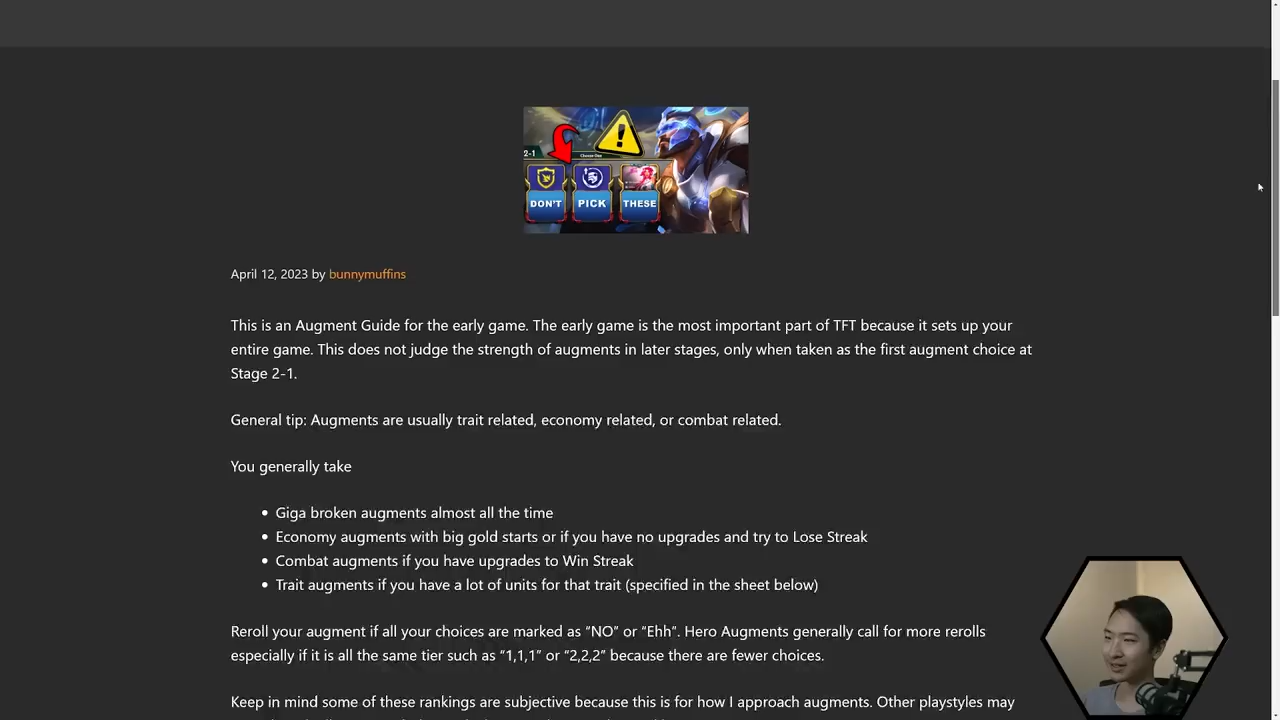 2-1
Choose One
DON'T PICK THESE
April 12, 2023 by bunnymuffins
This is an Augment Guide for the early game. The early game is the most important part of TFT because it sets up your
entire game. This does not judge the strength of augments in later stages, only when taken as the first augment choice at
Stage 2-1.
General tip: Augments are usually trait related, economy related, or combat related.
You generally take
• Giga broken augments almost all the time
• Economy augments with big gold starts or if you have no upgrades and try to Lose Streak
• Combat augments if you have upgrades to Win Streak
• Trait augments if you have a lot of units for that trait (specified in the sheet below)
Reroll your augment if all your choices are marked as “NO” or “Ehh”. Hero Augments generally call for more rerolls
especially if it is all the same tier such as “1,1,1” or “2,2,2” because there are fewer choices.
Keep in mind some of these rankings are subjective because this is for how I approach augments. Other playstyles may